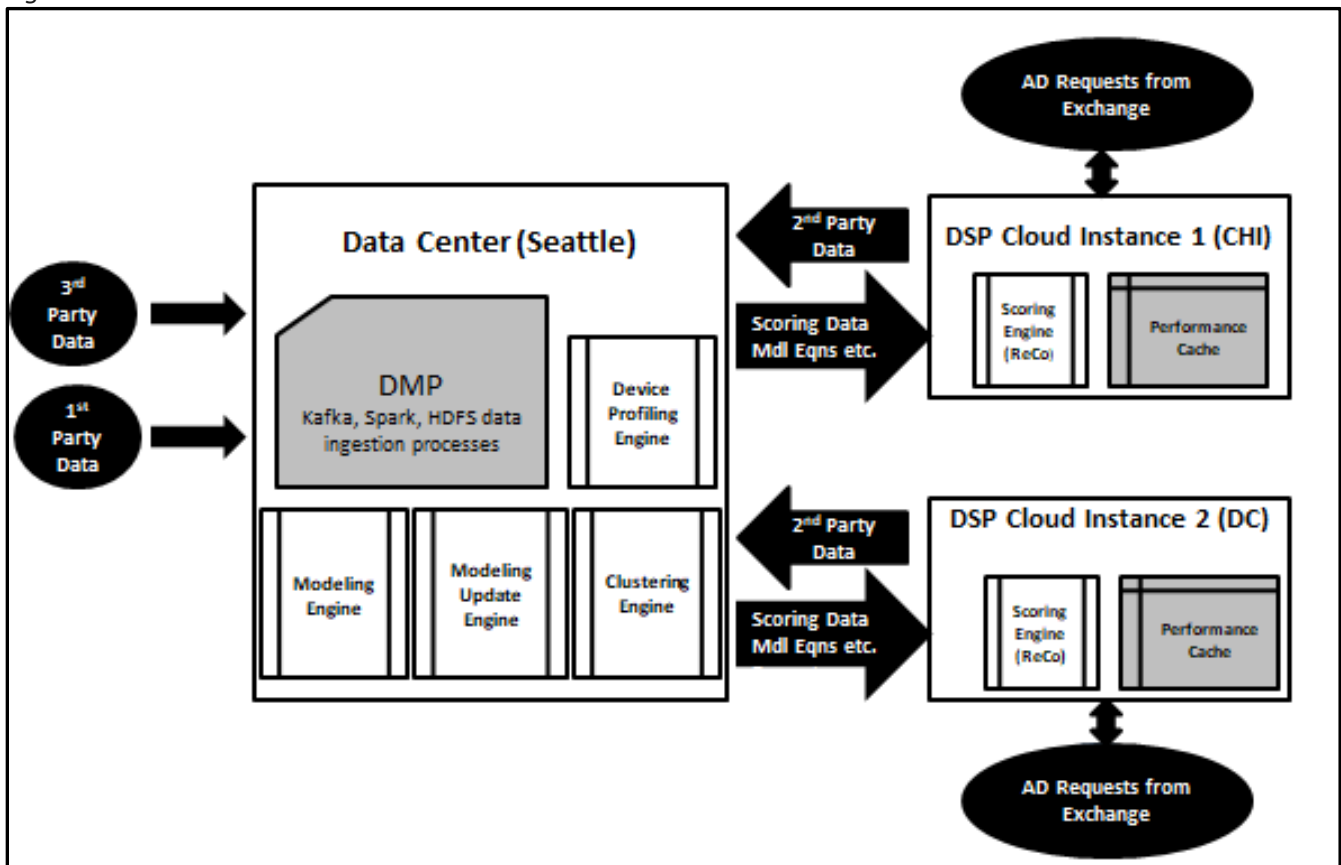 AD Requests from
Exchange
Data Center (Seattle)
2nd Party
Data
DSP Cloud Instance 1 (CHI)
3rd
Party
Data
Scoring Data
Mdl Eqns etc.
Scoring
Engine
(ReCo)
Performance
Cache
DMP
Kafka, Spark, HDFS data
ingestion processes
Device
Profiling
Engine
1st
Party
Data
2nd Party
Data
DSP Cloud Instance 2 (DC)
Modeling
Engine
Modeling
Update
Engine
Clustering
Engine
Scoring Data
Mdl Eqns etc.
Scoring
Engine
(ReCo)
Performance
Cache
AD Requests from
Exchange